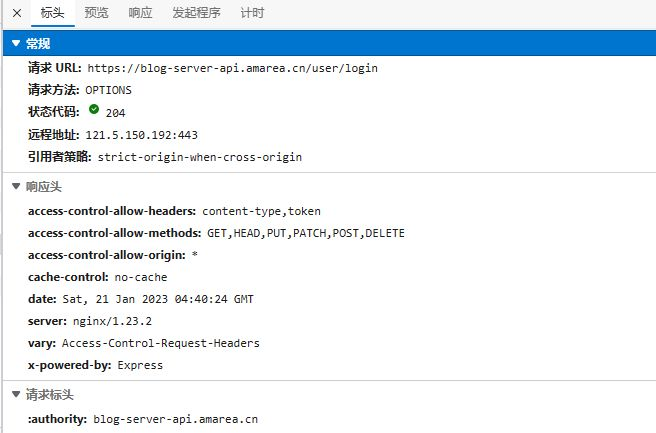 标头 预览 响应 发起程序 计时
常规
请求 URL: https://blog-server-api.amarea.cn/user/login
请求方法: OPTIONS
状态代码: 204
远程地址: 121.5.150.192:443
引用者策略: strict-origin-when-cross-origin
响应头
access-control-allow-headers: content-type,token
access-control-allow-methods: GET,HEAD,PUT,PATCH,POST,DELETE
access-control-allow-origin: *
cache-control: no-cache
date: Sat, 21 Jan 2023 04:40:24 GMT
server: nginx/1.23.2
vary: Access-Control-Request-Headers
x-powered-by: Express
请求标头
:authority: blog-server-api.amarea.cn